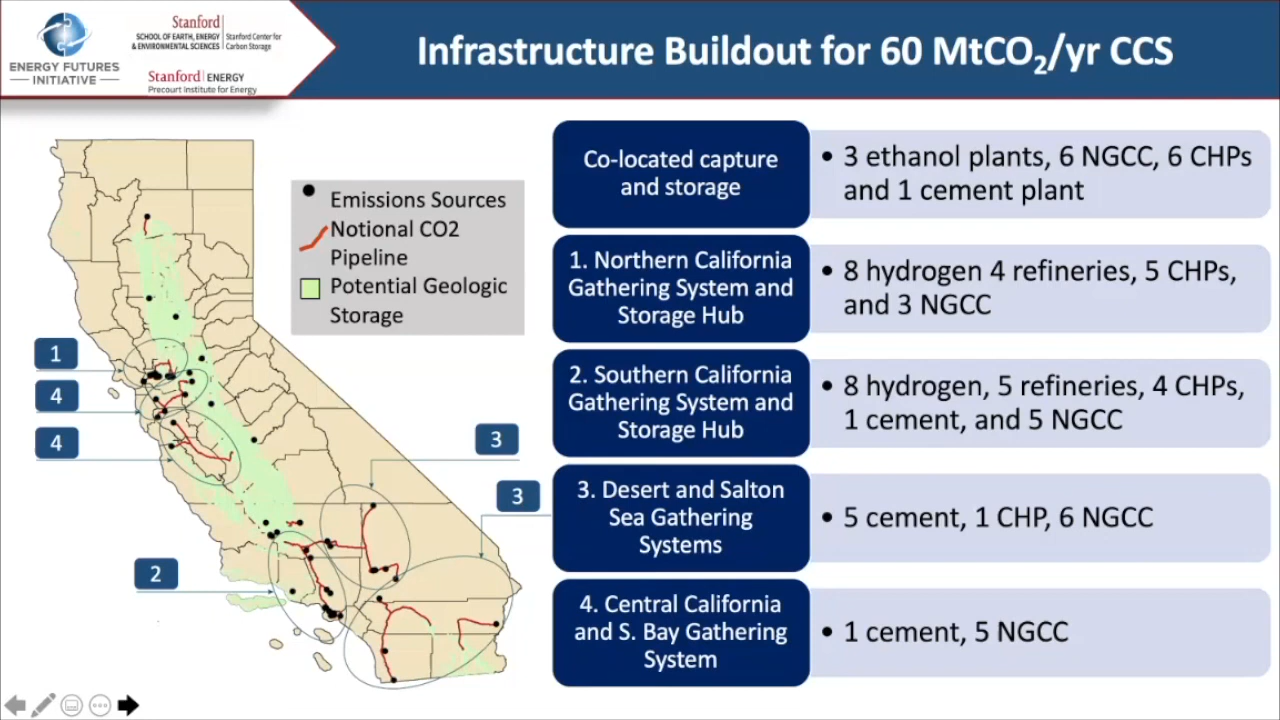 ENERGY FUTURES
INITIATIVE
Stanford
SCHOOL OF EARTH, ENERGY
& ENVIRONMENTAL SCIENCES
Stanford Center for
Carbon Storage
Stanford | ENERGY
Precourt Institute for Energy
Infrastructure Buildout for 60 MtCO₂/yr CCS
Emissions Sources
Notional CO2
Pipeline
Potential Geologic
Storage
1
4
4
3
3
2
Co-located capture
and storage
• 3 ethanol plants, 6 NGCC, 6 CHPs
and 1 cement plant
1. Northern California
Gathering System and
Storage Hub
• 8 hydrogen 4 refineries, 5 CHPs,
and 3 NGCC
2. Southern California
Gathering System and
Storage Hub
• 8 hydrogen, 5 refineries, 4 CHPs,
1 cement, and 5 NGCC
3. Desert and Salton
Sea Gathering
Systems
• 5 cement, 1 CHP, 6 NGCC
4. Central California
and S. Bay Gathering
System
• 1 cement, 5 NGCC